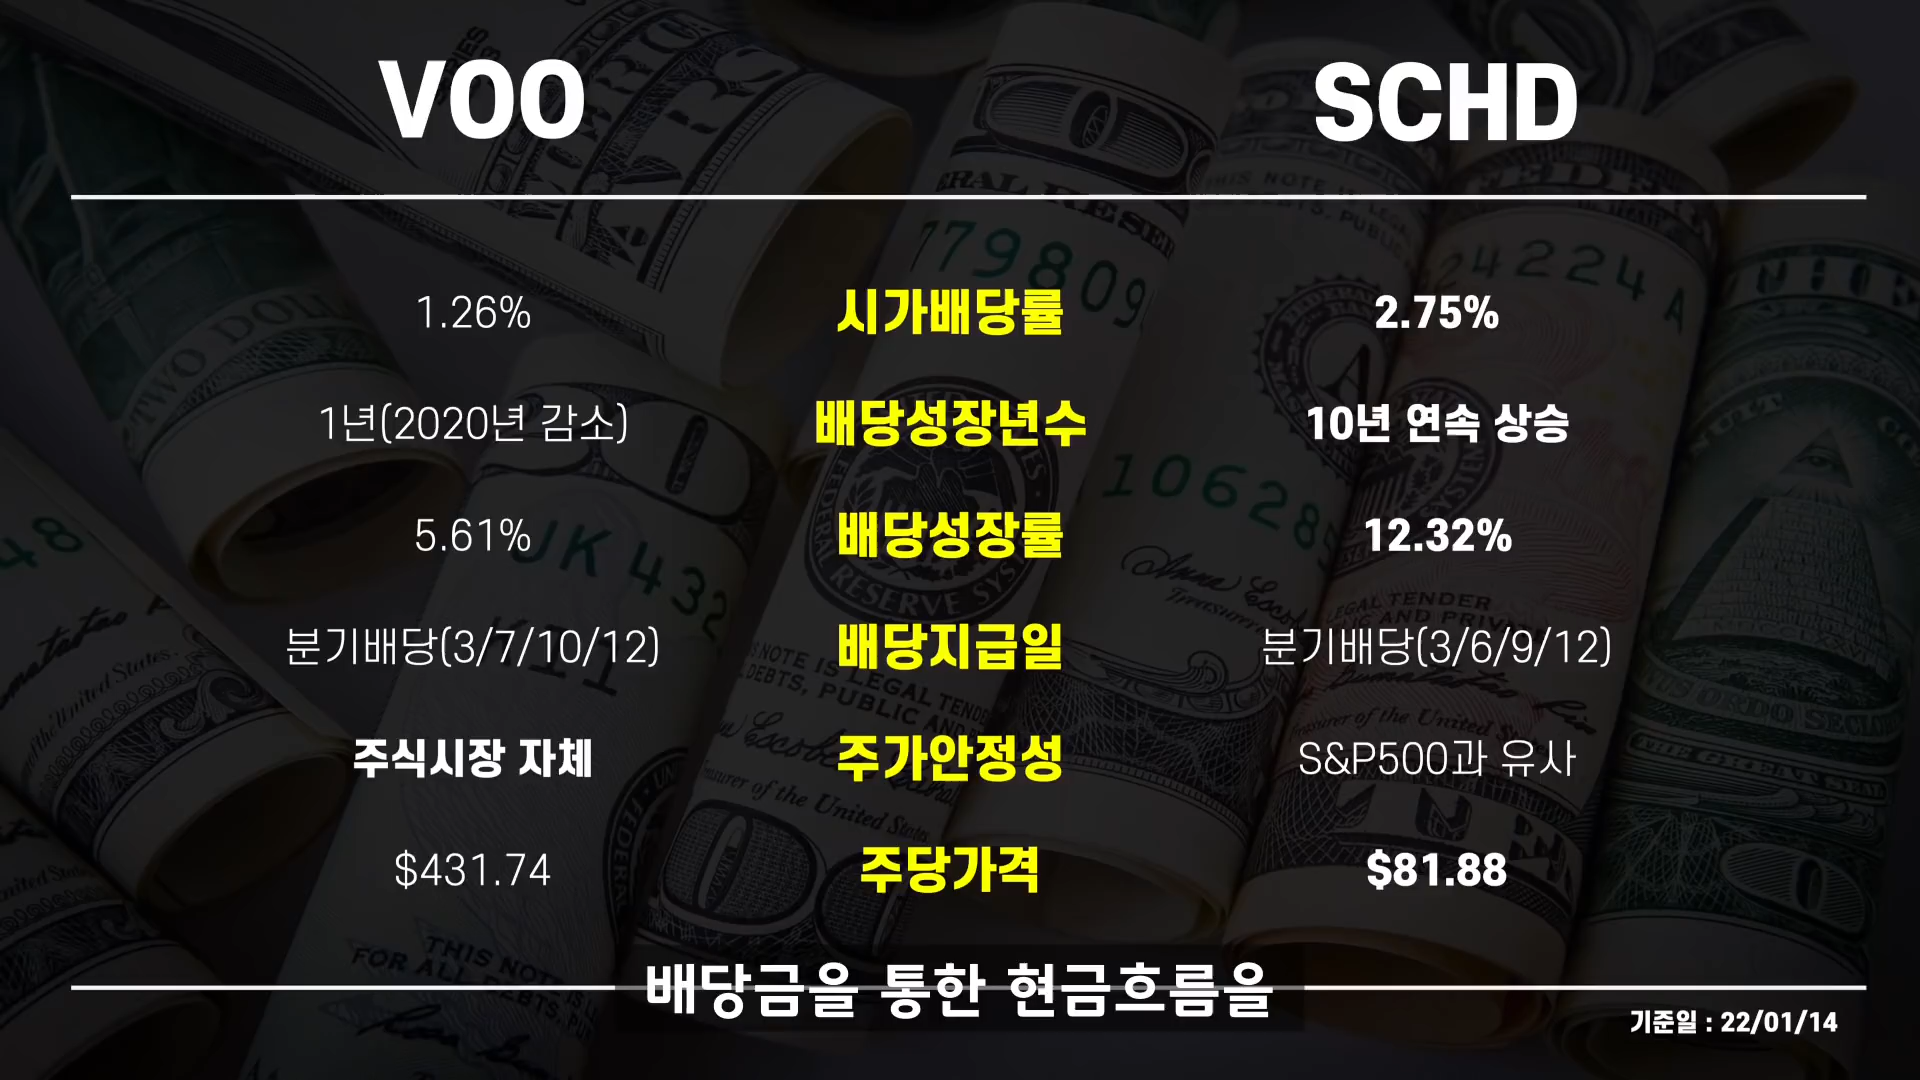 VOO SCHD
1.26% 시가배당률 2.75%
1년(2020년 감소) 배당성장년수 10년 연속 상승
5.61% 배당성장률 12.32%
분기배당(3/7/10/12) 배당지급일 분기배당(3/6/9/12)
주식시장 자체 주가안정성 S&P500과 유사
$431.74 주당가격 $81.88
배당금을 통한 현금흐름을
기준일 : 22/01/14